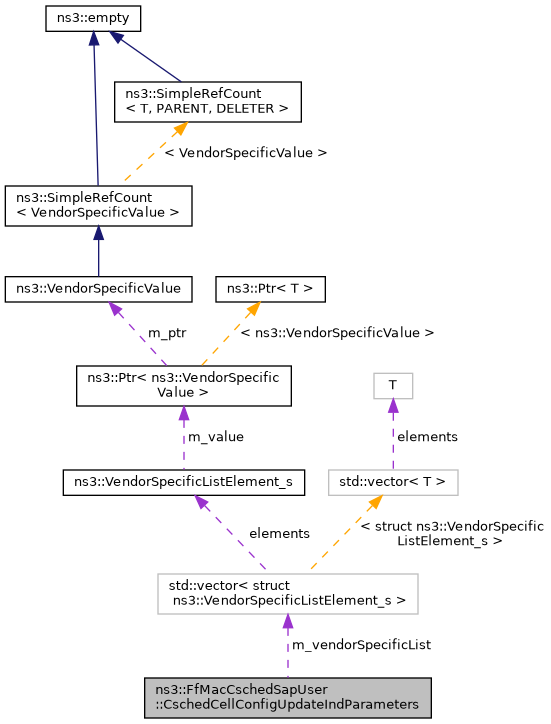 ns3::empty
ns3::SimpleRefCount
< T, PARENT, DELETER >
< VendorSpecificValue >
ns3::SimpleRefCount
< VendorSpecificValue >
ns3::VendorSpecificValue
ns3::Ptr< T >
m_ptr
< ns3::VendorSpecificValue >
ns3::Ptr< ns3::VendorSpecific
Value >
T
m_value
elements
ns3::VendorSpecificListElement_s
std::vector< T >
elements
< struct ns3::VendorSpecific
ListElement_s >
std::vector< struct
ns3::VendorSpecificListElement_s >
m_vendorSpecificList
ns3::FfMacCschedSapUser
::CschedCellConfigUpdateIndParameters